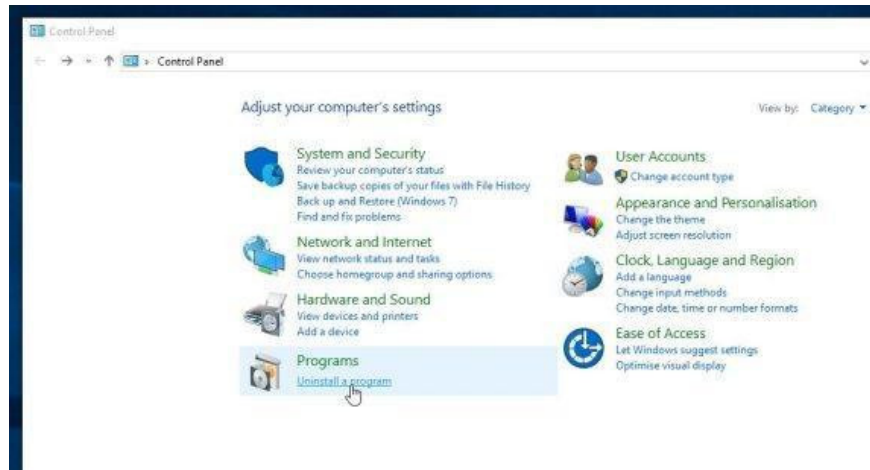 Control Panel
Control Panel
Adjust your computer's settings
View by: Category
System and Security
Review your computer's status
Save backup copies of your files with File History
Back up and Restore (Windows 7)
Find and fix problems
Network and Internet
View network status and tasks
Choose homegroup and sharing options
Hardware and Sound
View devices and printers
Add a device
Programs
Uninstall a program
User Accounts
Change account type
Appearance and Personalisation
Change the theme
Adjust screen resolution
Clock, Language and Region
Add a language
Change input methods
Change date, time or number formats
Ease of Access
Let Windows suggest settings
Optimise visual display